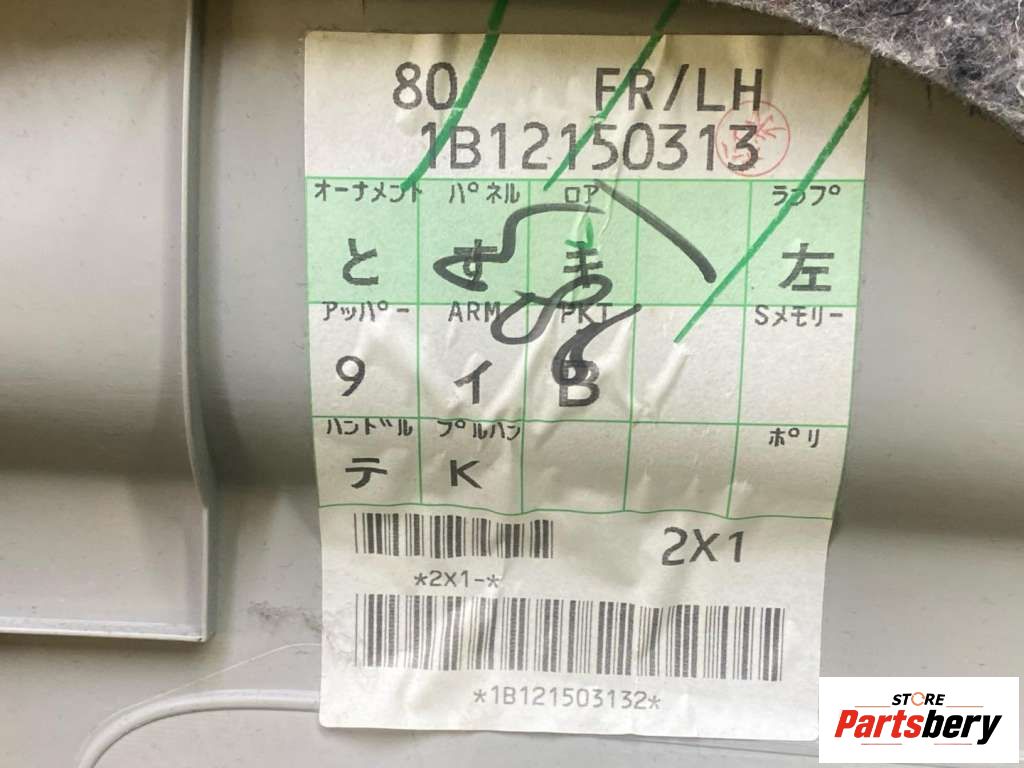 80 FR/LH
1B12150313
オーナメント パネル ロア ランプ
と す 左
アッパー ARM PKT Sメモリー
9 イ B
ハンドル プルハン ポリ
テ K
2X1
*2X1-*
*1B121503132*
STORE
Partsbery